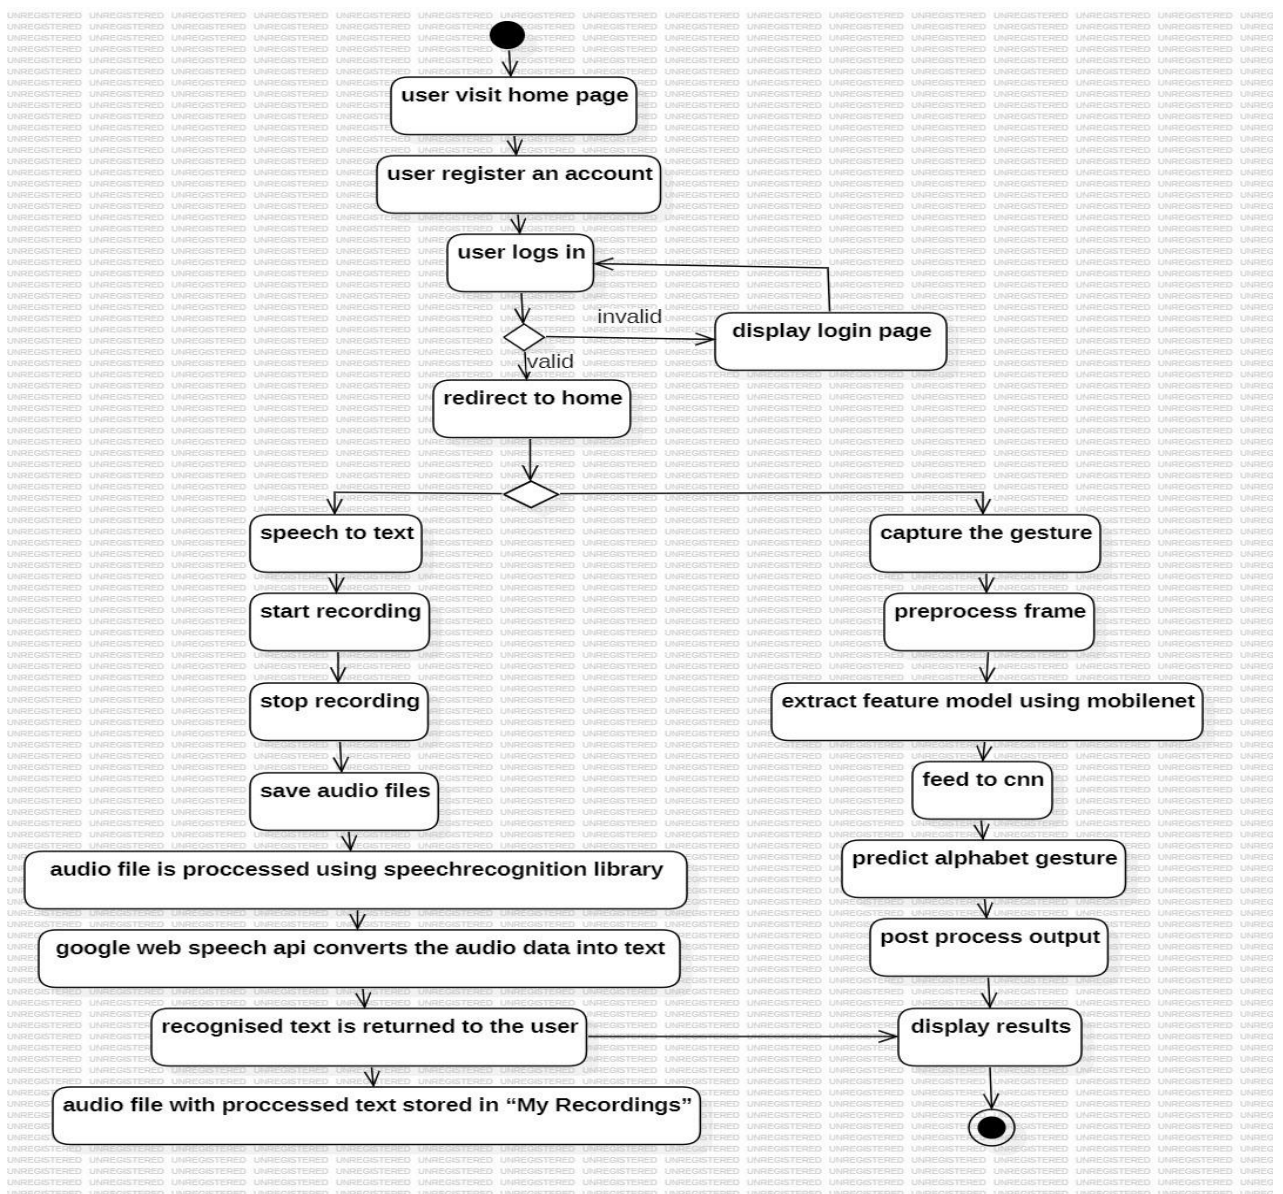 user visit home page
user register an account
user logs in
invalid
display login page
valid
redirect to home
speech to text
start recording
stop recording
save audio files
audio file is proccessed using speechrecognition library
google web speech api converts the audio data into text
recognised text is returned to the user
audio file with proccessed text stored in “My Recordings”
capture the gesture
preprocess frame
extract feature model using mobilenet
feed to cnn
predict alphabet gesture
post process output
display results
UNREGISTERED